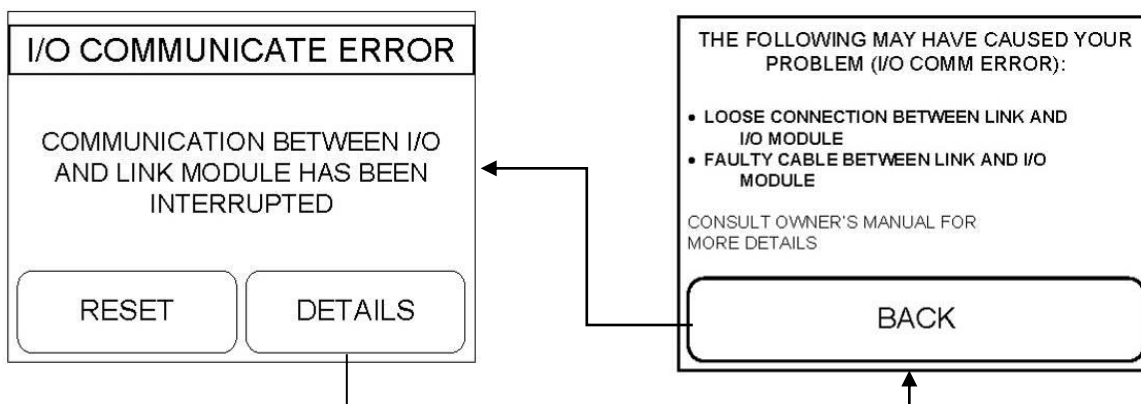 I/O COMMUNICATE ERROR
COMMUNICATION BETWEEN I/O
AND LINK MODULE HAS BEEN
INTERRUPTED
RESET
DETAILS
THE FOLLOWING MAY HAVE CAUSED YOUR
PROBLEM (I/O COMM ERROR):
• LOOSE CONNECTION BETWEEN LINK AND
I/O MODULE
• FAULTY CABLE BETWEEN LINK AND I/O
MODULE
CONSULT OWNER'S MANUAL FOR
MORE DETAILS
BACK